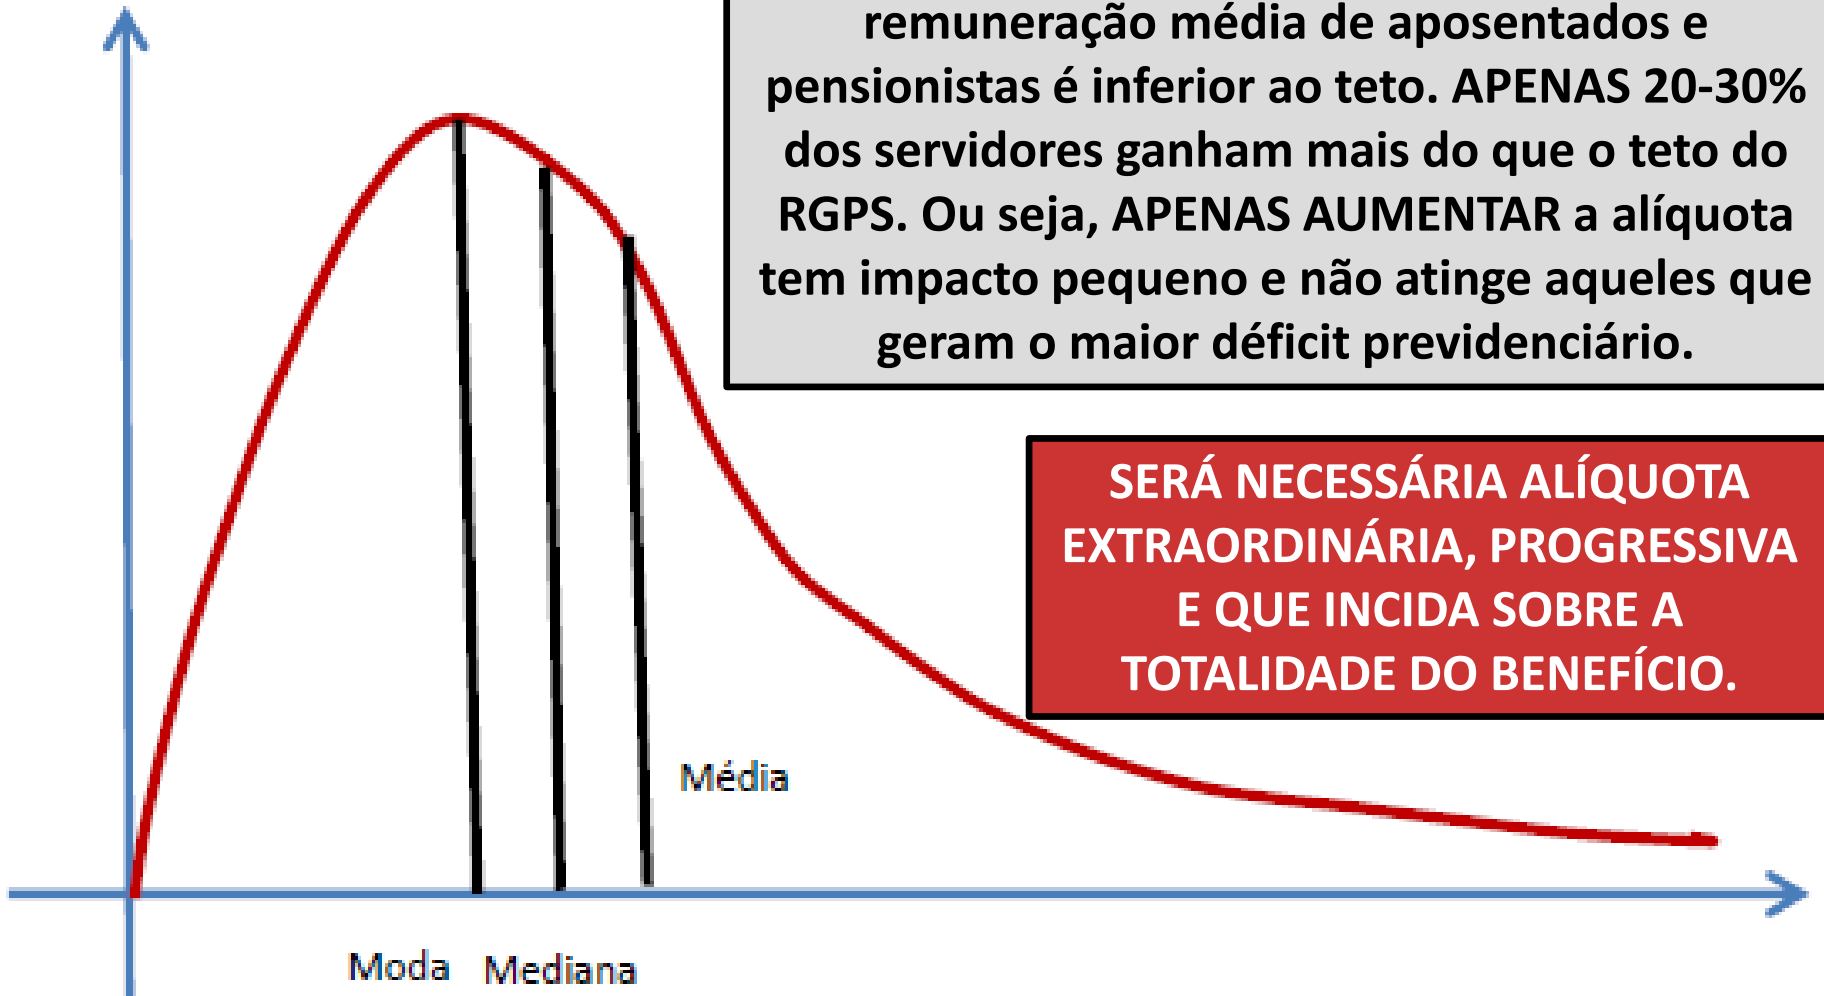 remuneração média de aposentados e
pensionistas é inferior ao teto. APENAS 20-30%
dos servidores ganham mais do que o teto do
RGPS. Ou seja, APENAS AUMENTAR a alíquota
tem impacto pequeno e não atinge aqueles que
geram o maior déficit previdenciário.
SERÁ NECESSÁRIA ALÍQUOTA
EXTRAORDINÁRIA, PROGRESSIVA
E QUE INCIDA SOBRE A
TOTALIDADE DO BENEFÍCIO.
Média
Moda Mediana